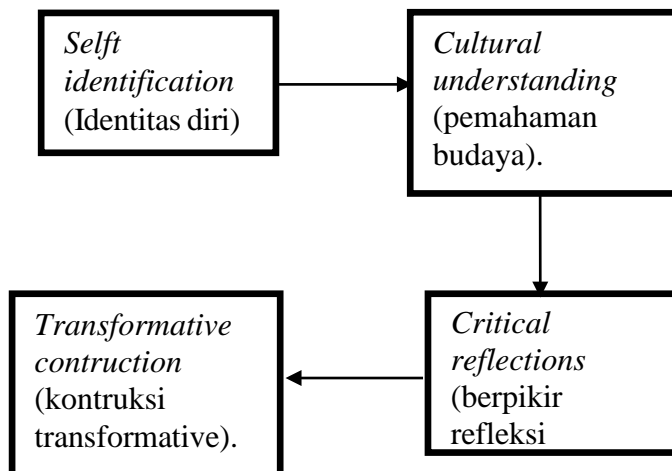 Selft
identification
(Identitas diri)
Cultural
understanding
(pemahaman
budaya).
Critical
reflections
(berpikir
refleksi
Transformative
contruction
(kontruksi
transformative).